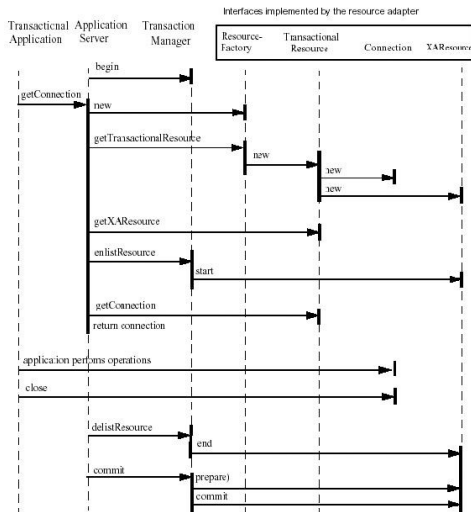 Interfaces implemented by the resource adapter
Transactional Application
Application Server
Transaction Manager
Resource-Factory
Transactional Resource
Connection
XAResource
begin
getConnection
new
getTransactionalResource
new
new
new
getXAResource
enlistResource
start
getConnection
return connection
application performs operations
close
delistResource
end
commit
prepare)
commit